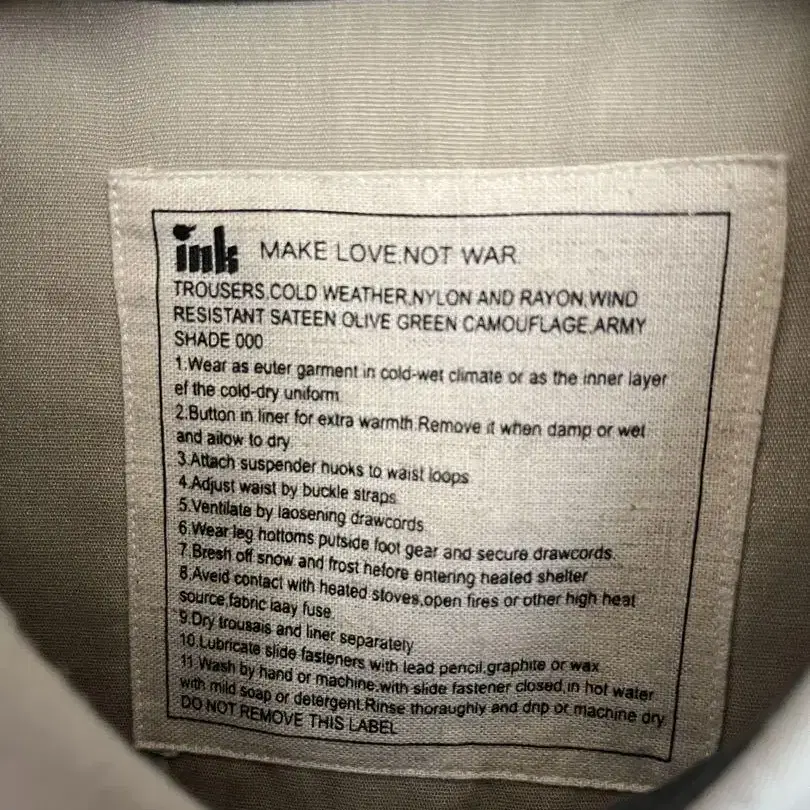 ink MAKE LOVE.NOT WAR.
TROUSERS,COLD WEATHER,NYLON AND RAYON,WIND
RESISTANT SATEEN OLIVE GREEN CAMOUFLAGE,ARMY
SHADE 000
1.Wear as euter garment in cold-wet climate or as the inner layer
ef the cold-dry uniform
2.Button in liner for extra warmth.Remove it when damp or wet
and ailow to dry
3.Attach suspender huoks to waist loops
4.Adjust waist by buckle straps
5.Ventilate by laosening drawcords
6.Wear leg hottoms putside foot gear and secure drawcords.
7.Bresh off snow and frost hefore entering heated shelter
8.Aveid contact with heated stoves,open fires or other high heat
source,fabric laay fuse.
9.Dry trousais and liner separately
10.Lubricate slide fasteners with lead pencil,graphite or wax
11.Wash by hand or machine,with slide fastener closed,in hot water
with mild soap or detergent.Rinse thoraughly and drip or machine dry
DO NOT REMOVE THIS LABEL